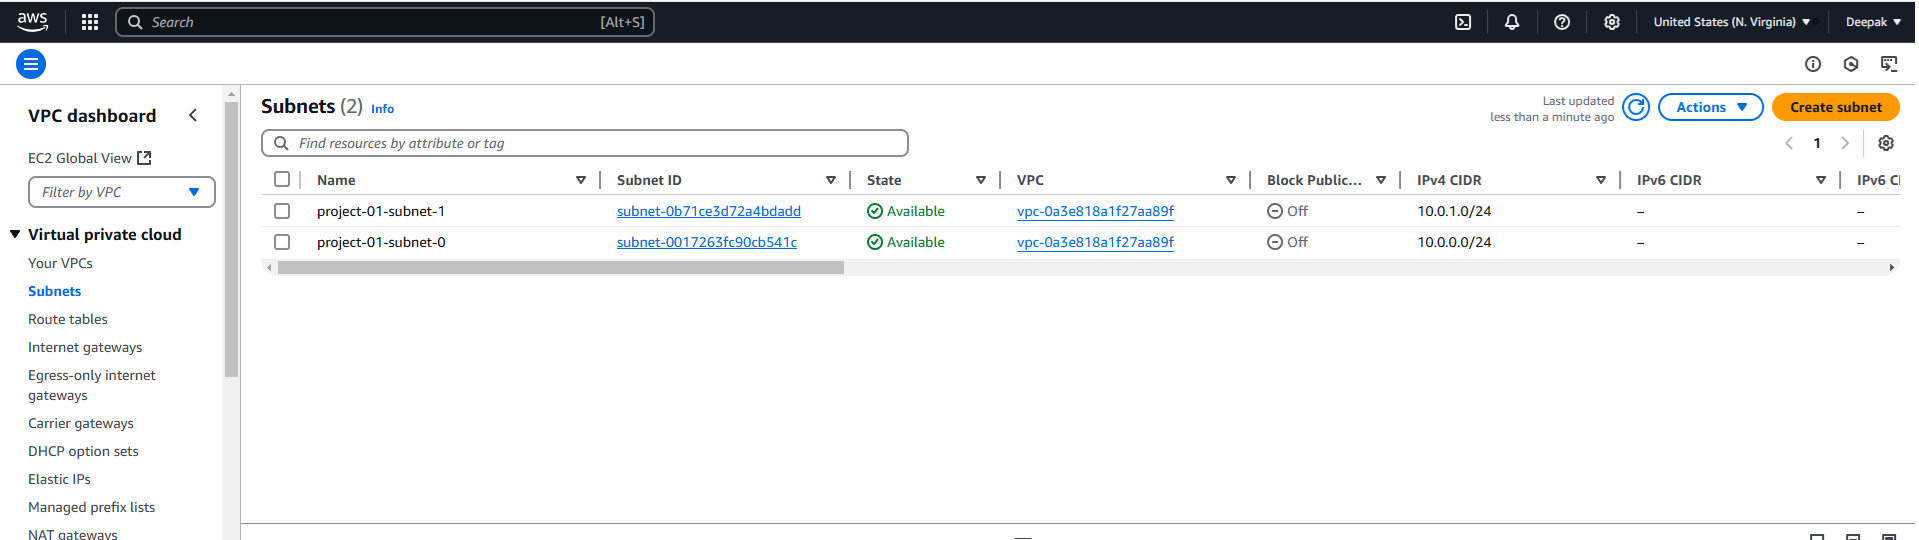 aws Search [Alt+S] United States (N. Virginia) Deepak
VPC dashboard
EC2 Global View
Filter by VPC
Virtual private cloud
Your VPCs
Subnets
Route tables
Internet gateways
Egress-only internet
gateways
Carrier gateways
DHCP option sets
Elastic IPs
Managed prefix lists
NAT gateways
Subnets (2) Info
Last updated
less than a minute ago
Actions
Create subnet
Find resources by attribute or tag
1
Name Subnet ID State VPC Block Public... IPv4 CIDR IPv6 CIDR
project-01-subnet-1 subnet-0b71ce3d72a4bdadd Available vpc-0a3e818a1f27aa89f Off 10.0.1.0/24 – –
project-01-subnet-0 subnet-0017263fc90cb541c Available vpc-0a3e818a1f27aa89f Off 10.0.0.0/24 – –